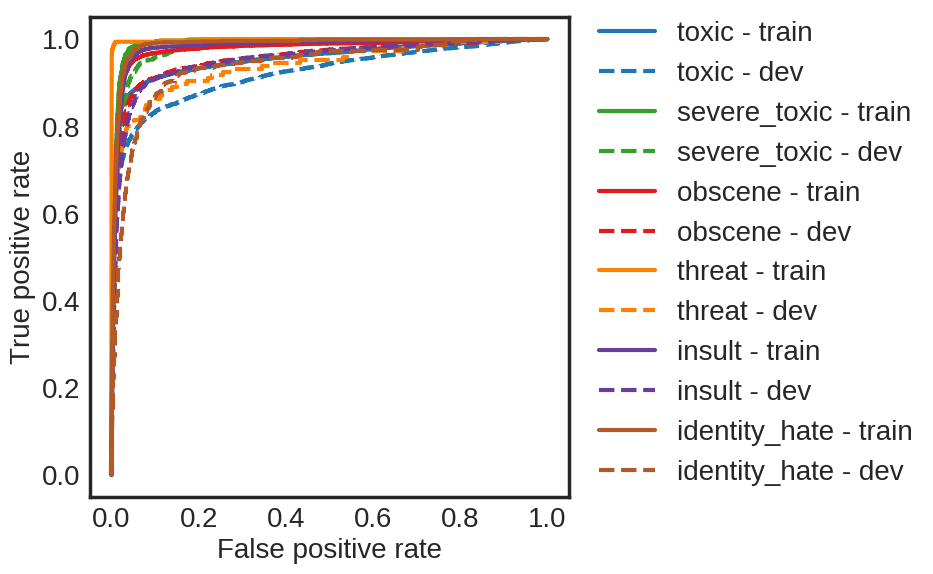 True positive rate
1.0
0.8
0.6
0.4
0.2
0.0
0.0 0.2 0.4 0.6 0.8 1.0
False positive rate
toxic - train
toxic - dev
severe_toxic - train
severe_toxic - dev
obscene - train
obscene - dev
threat - train
threat - dev
insult - train
insult - dev
identity_hate - train
identity_hate - dev